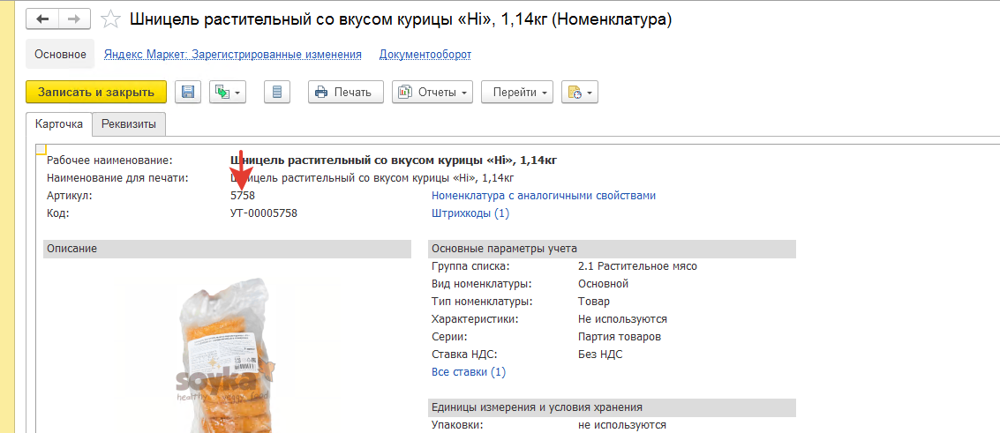 Шницель растительный со вкусом курицы «Hi», 1,14кг (Номенклатура)
Основное Яндекс Маркет: Зарегистрированные изменения Документооборот
Записать и закрыть Печать Отчеты Перейти
Карточка Реквизиты
Рабочее наименование: Шницель растительный со вкусом курицы «Hi», 1,14кг
Наименование для печати: Шницель растительный со вкусом курицы «Hi», 1,14кг
Артикул: 5758 Номенклатура с аналогичными свойствами
Код: УТ-00005758 Штрихкоды (1)
Описание Основные параметры учета
Группа списка: 2.1 Растительное мясо
Вид номенклатуры: Основной
Тип номенклатуры: Товар
Характеристики: Не используются
Серии: Партия товаров
Ставка НДС: Без НДС
Все ставки (1)
soyka
healthy veggy food
Единицы измерения и условия хранения
Упаковки: не используются